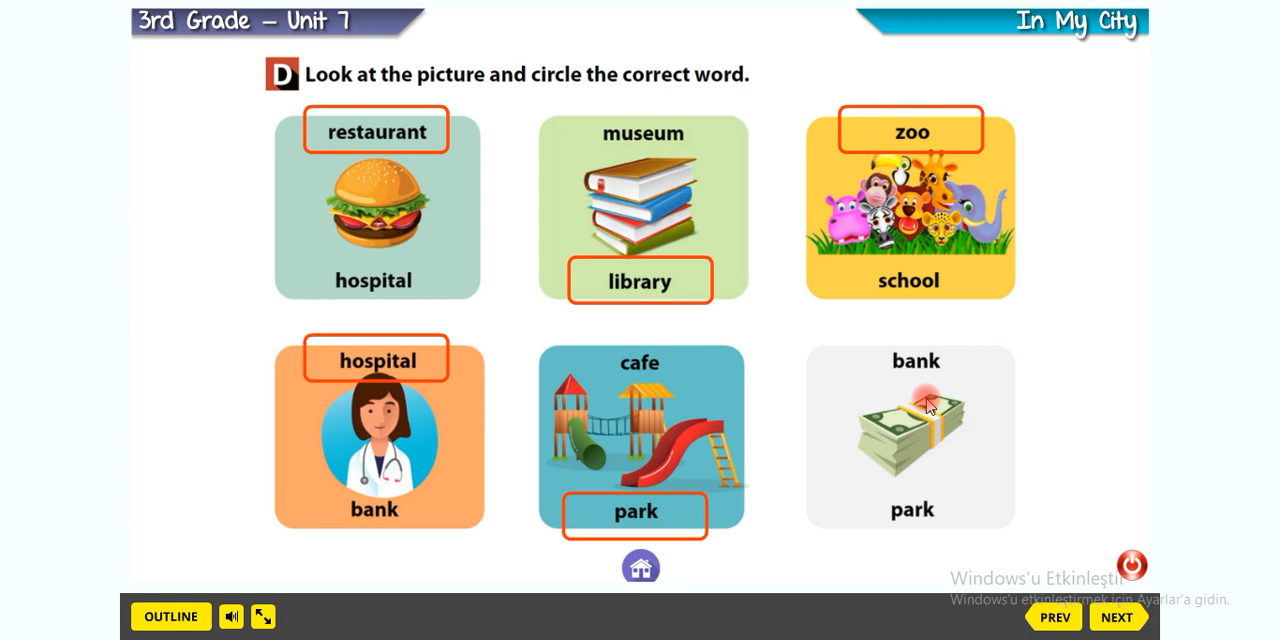 3rd Grade – Unit 7
In My City
D Look at the picture and circle the correct word.
restaurant
hospital
museum
library
zoo
school
hospital
bank
cafe
park
bank
park
Windows'u Etkinleştir
Windows'u etkinleştirmek için Ayarlar'a gidin.
OUTLINE
PREV
NEXT